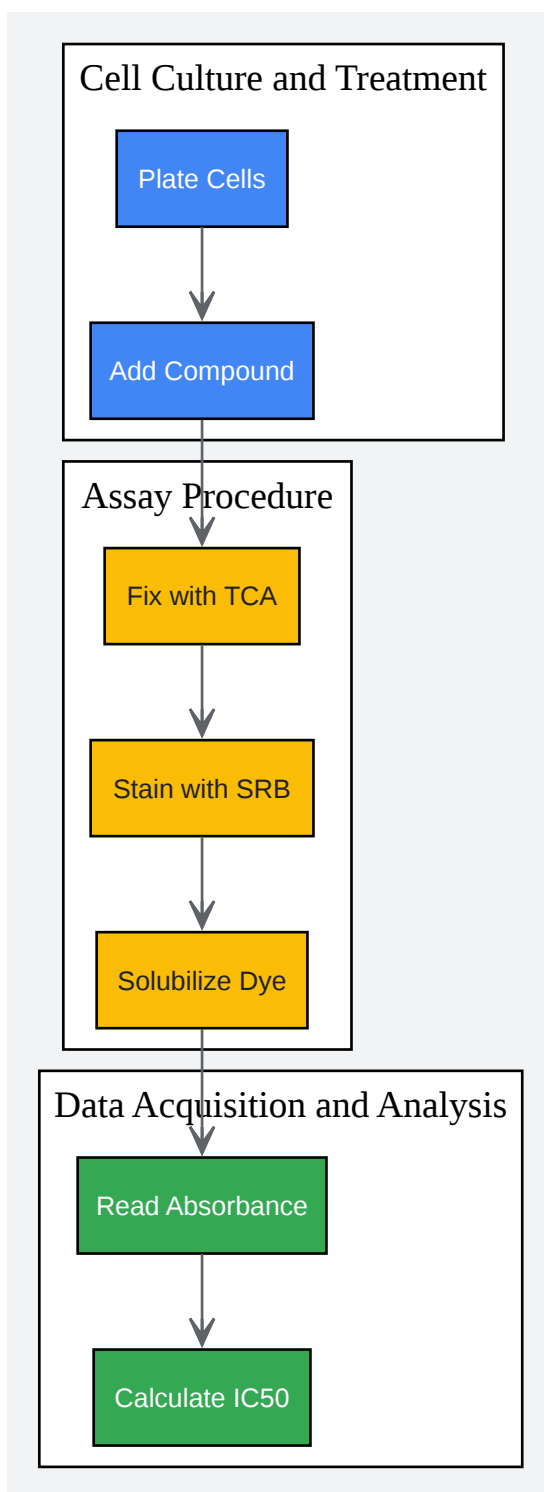 Cell Culture and Treatment
Plate Cells
Add Compound
Assay Procedure
Fix with TCA
Stain with SRB
Solubilize Dye
Data Acquisition and Analysis
Read Absorbance
Calculate IC50